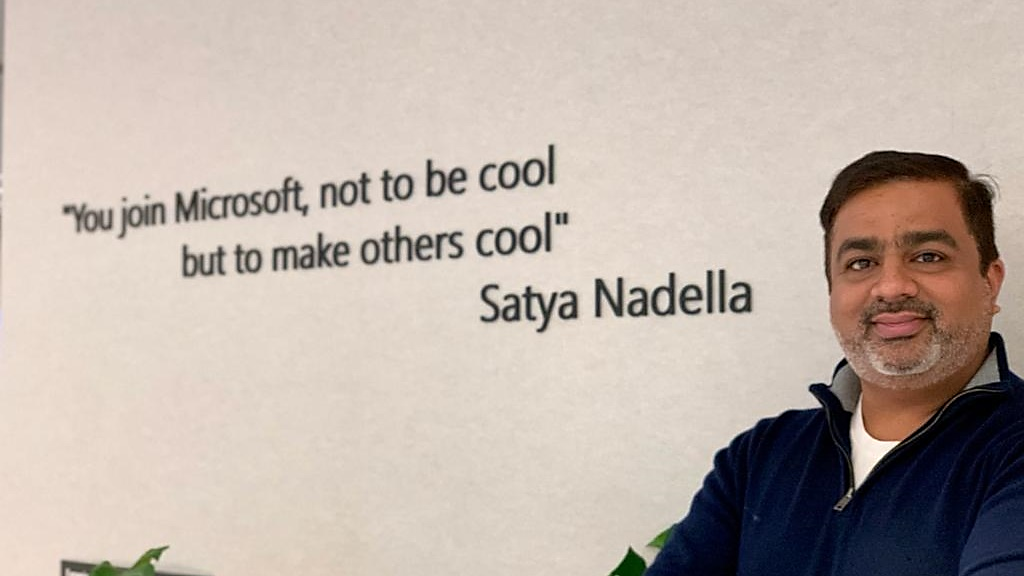 "You join Microsoft, not to be cool
but to make others cool"
Satya Nadella